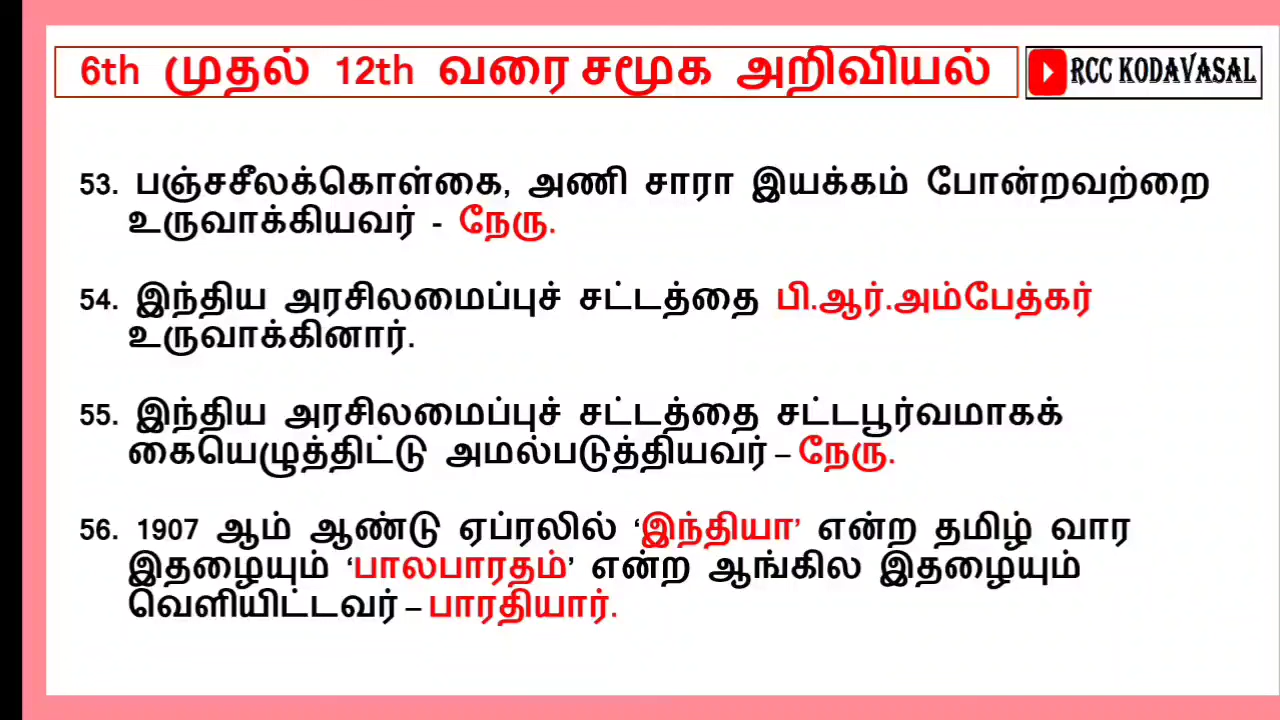 6th முதல் 12th வரை சமூக அறிவியல்
RCC KODAVASAL
53. பஞ்சசீலக்கொள்கை, அணி சாரா இயக்கம் போன்றவற்றை
உருவாக்கியவர் - நேரு.
54. இந்திய அரசிலமைப்புச் சட்டத்தை பி.ஆர்.அம்பேத்கர்
உருவாக்கினார்.
55. இந்திய அரசிலமைப்புச் சட்டத்தை சட்டபூர்வமாகக்
கையெழுத்திட்டு அமல்படுத்தியவர் – நேரு.
56. 1907 ஆம் ஆண்டு ஏப்ரலில் ‘இந்தியா’ என்ற தமிழ் வார
இதழையும் ‘பாலபாரதம்’ என்ற ஆங்கில இதழையும்
வெளியிட்டவர் – பாரதியார்.